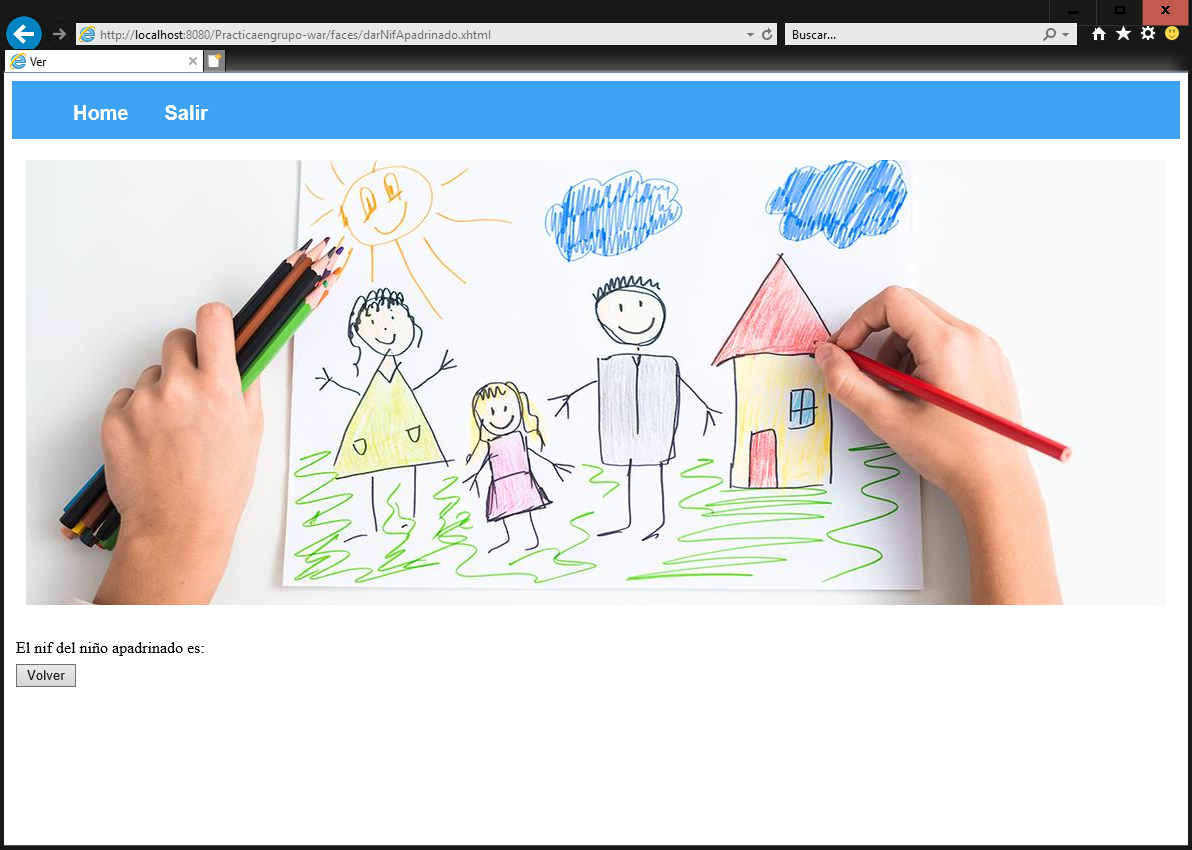 http://localhost:8080/Practicaengrupo-war/faces/darNifApadrinado.xhtml
Buscar...
Ver
Home Salir
El nif del niño apadrinado es:
Volver